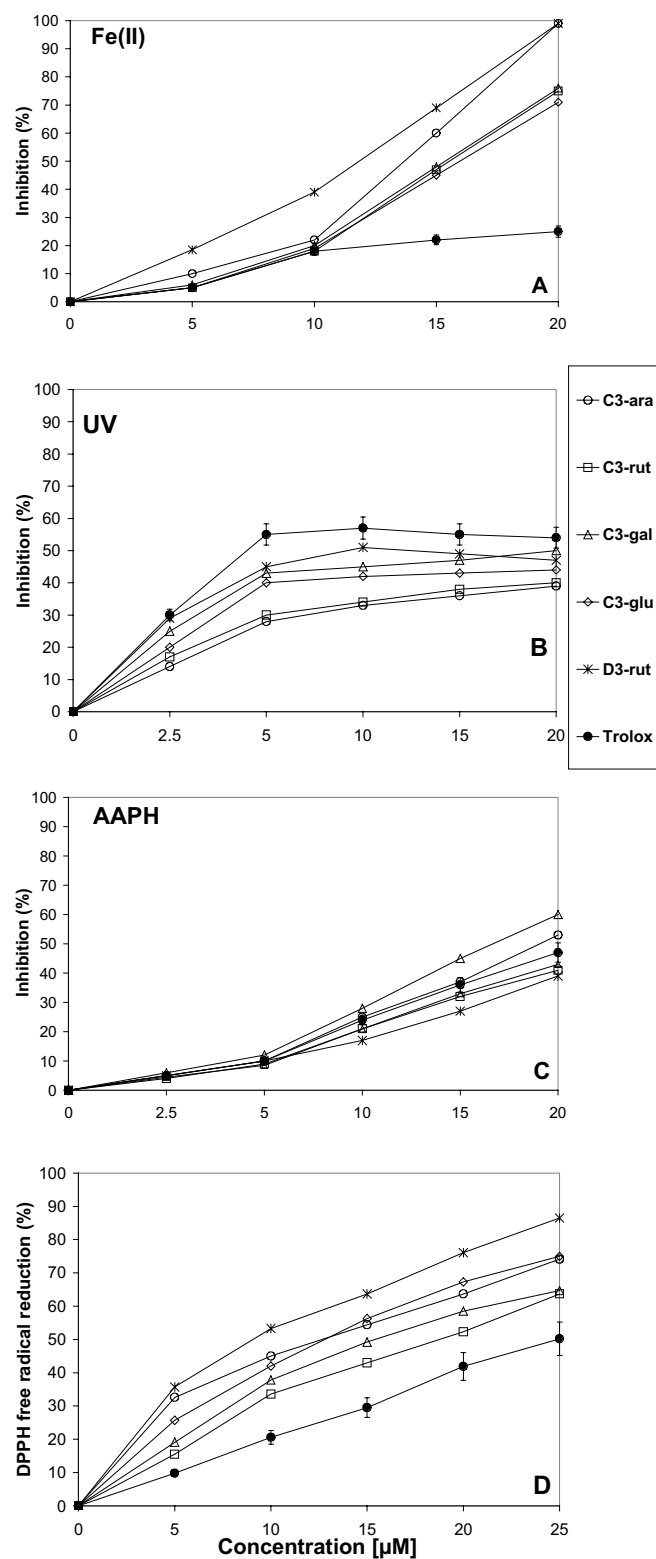 Fe(II)
Inhibition (%)
100
90
80
70
60
50
40
30
20
10
0
A
0 5 10 15 20
UV
Inhibition (%)
100
90
80
70
60
50
40
30
20
10
0
B
0 2.5 5 10 15 20
C3-ara
C3-rut
C3-gal
C3-glu
D3-rut
Trolox
AAPH
Inhibition (%)
100
90
80
70
60
50
40
30
20
10
0
C
0 2.5 5 10 15 20
DPPH free radical reduction (%)
100
90
80
70
60
50
40
30
20
10
0
D
0 5 10 15 20 25
Concentration [µM]